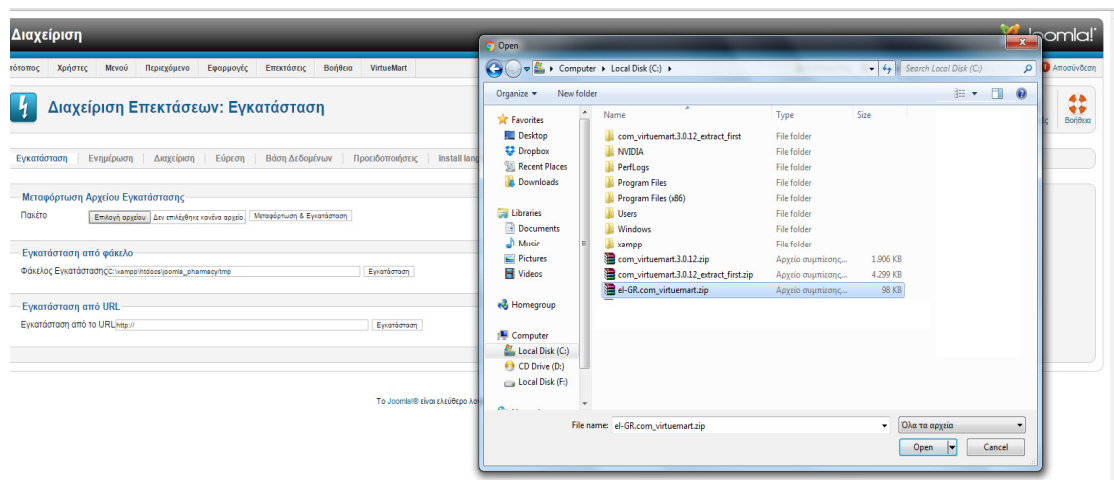 Διαχείριση
Joomla!
τότοπος Χρήστες Μενού Περιεχόμενο Εφαρμογές Επεκτάσεις Βοήθεια VirtueMart
Αποσύνδεση
Διαχείριση Επεκτάσεων: Εγκατάσταση
Βοήθεια
Εγκατάσταση Ενημέρωση Διαχείριση Εύρεση Βάση Δεδομένων Προειδοποιήσεις Install lang
Μεταφόρτωση Αρχείου Εγκατάστασης
Πακέτο Επιλογή αρχείου Δεν επιλέχθηκε κανένα αρχείο. Μεταφόρτωση & Εγκατάσταση
Εγκατάσταση από φάκελο
Φάκελος Εγκατάστασης C:\xampp\htdocs\joomla_pharmacy/tmp Εγκατάσταση
Εγκατάσταση από URL
Εγκατάσταση από το URL http:// Εγκατάσταση
Το Joomla!® είναι ελεύθερο λο
Open
Computer Local Disk (C:) Search Local Disk (C:)
Organize New folder
Favorites
Desktop
Dropbox
Recent Places
Downloads
Libraries
Documents
Music
Pictures
Videos
Homegroup
Computer
Local Disk (C:)
CD Drive (D:)
Local Disk (F:)
Name Type Size
com_virtuemart.3.0.12_extract_first File folder
NVIDIA File folder
PerfLogs File folder
Program Files File folder
Program Files (x86) File folder
Users File folder
Windows File folder
xampp File folder
com_virtuemart.3.0.12.zip Αρχείο συμπίεσης... 1.906 KB
com_virtuemart.3.0.12_extract_first.zip Αρχείο συμπίεσης... 4.299 KB
el-GR.com_virtuemart.zip Αρχείο συμπίεσης... 98 KB
File name: el-GR.com_virtuemart.zip Όλα τα αρχεία
Open Cancel